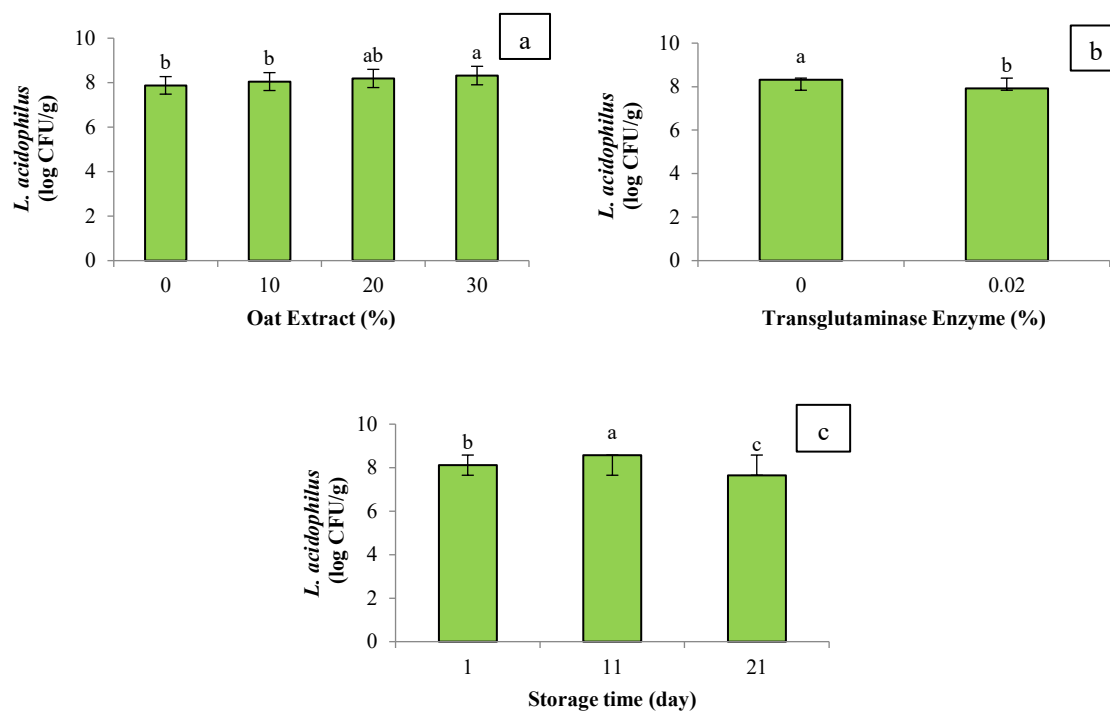 a
10
8
6
4
2
0
b
b
ab
a
0
10
20
30
L. acidophilus
(log CFU/g)
Oat Extract (%)
b
10
8
6
4
2
0
a
b
0
0.02
L. acidophilus
(log CFU/g)
Transglutaminase Enzyme (%)
c
10
8
6
4
2
0
b
a
c
1
11
21
L. acidophilus
(log CFU/g)
Storage time (day)